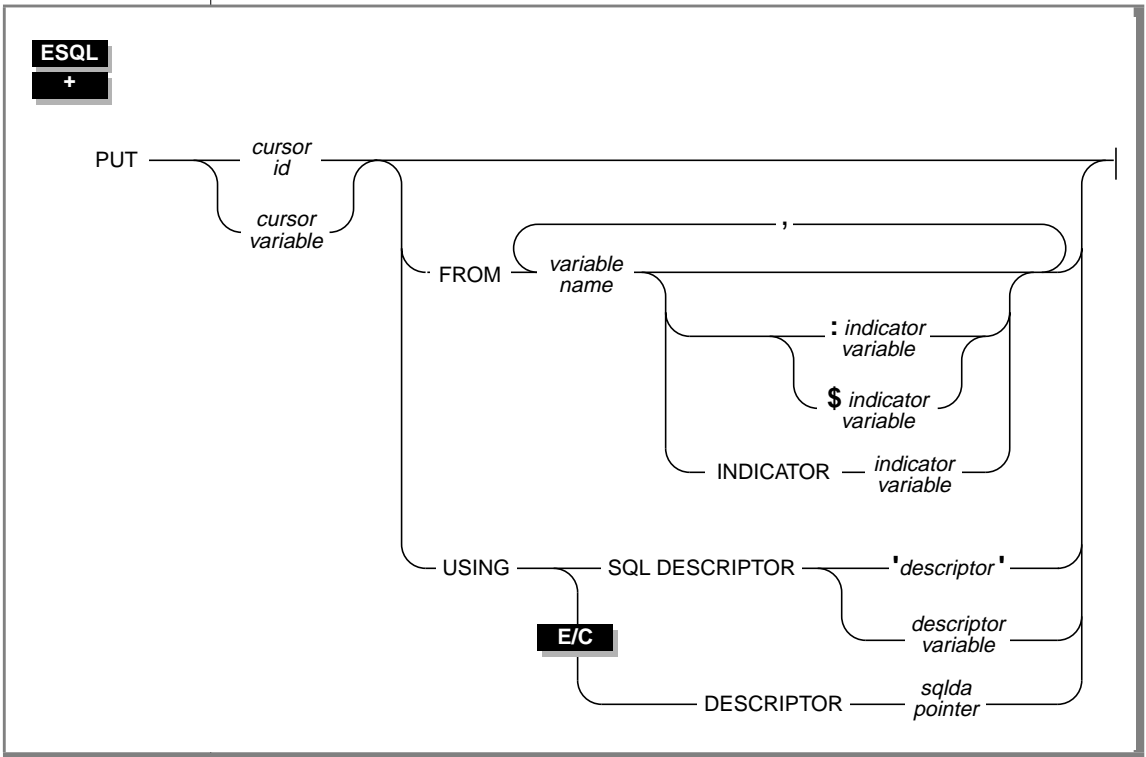 ESQL
+
PUT
cursor
id
cursor
variable
,
FROM
variable
name
: indicator
variable
$ indicator
variable
INDICATOR
indicator
variable
USING
SQL DESCRIPTOR
'descriptor'
descriptor
variable
E/C
DESCRIPTOR
sqlda
pointer